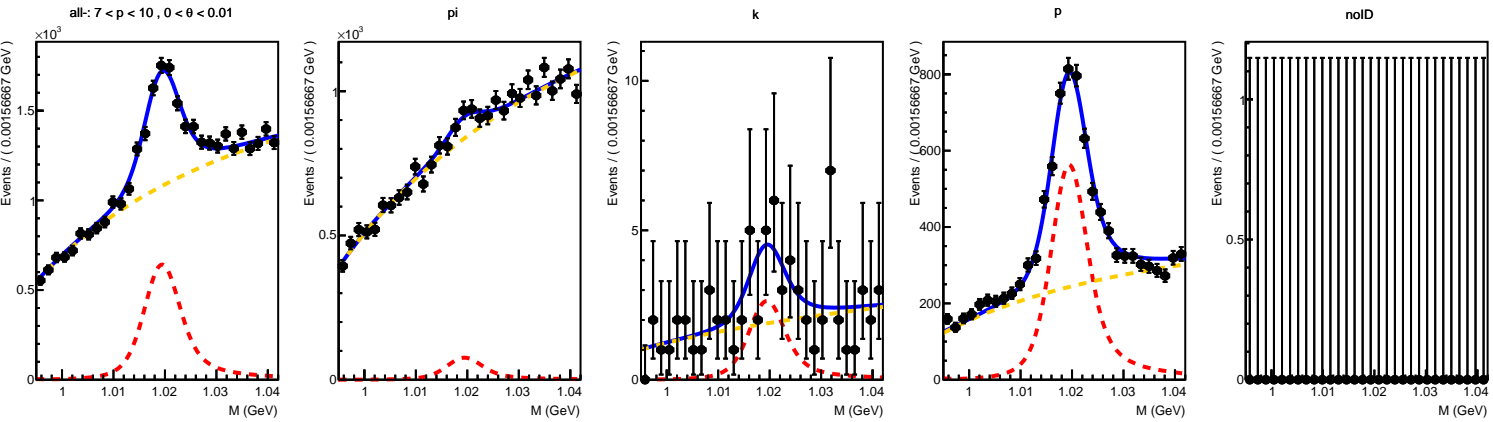 all-: 7 < p < 10 , 0 < θ < 0.01
×10³
Events / ( 0.00156667 GeV )
1.5
1
0.5
0
1 1.01 1.02 1.03 1.04
M (GeV)
pi
×10³
Events / ( 0.00156667 GeV )
1
0.5
0
1 1.01 1.02 1.03 1.04
M (GeV)
k
Events / ( 0.00156667 GeV )
10
5
0
1 1.01 1.02 1.03 1.04
M (GeV)
p
Events / ( 0.00156667 GeV )
800
600
400
200
0
1 1.01 1.02 1.03 1.04
M (GeV)
noID
Events / ( 0.00156667 GeV )
1
0.5
0
1 1.01 1.02 1.03 1.04
M (GeV)